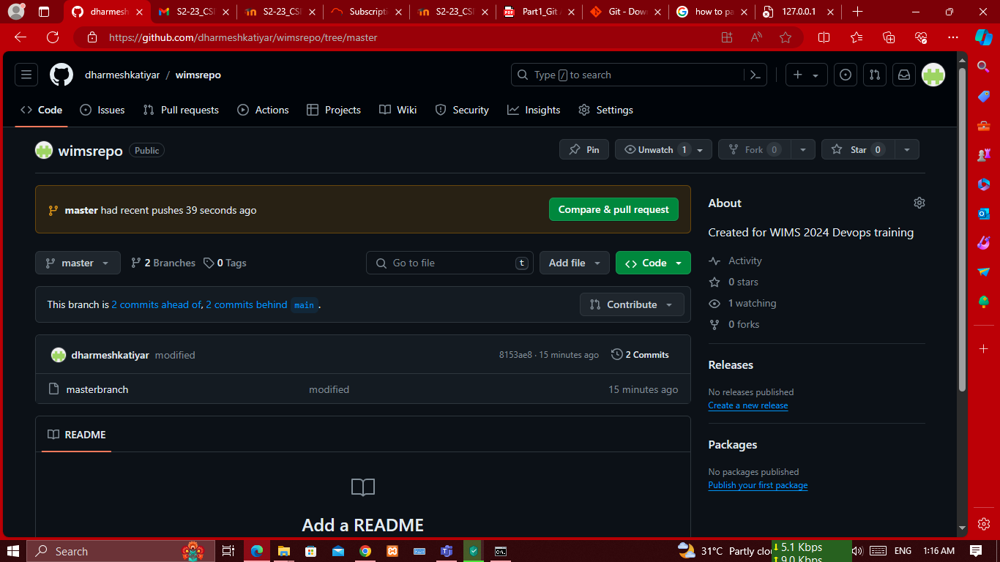 dharmesh
S2-23_CSI
S2-23_CSI
Subscripti
S2-23_CSI
PDF
Part1_Git
Git - Dow
how to pa
127.0.0.1
https://github.com/dharmeshkatiyar/wimsrepo/tree/master
dharmeshkatiyar / wimsrepo
Type / to search
Code Issues Pull requests Actions Projects Wiki Security Insights Settings
wimsrepo Public
Pin
Unwatch 1
Fork 0
Star 0
master had recent pushes 39 seconds ago
Compare & pull request
master
2 Branches
0 Tags
Go to file
t
Add file
Code
This branch is 2 commits ahead of, 2 commits behind main .
Contribute
dharmeshkatiyar modified
8153ae8 · 15 minutes ago
2 Commits
masterbranch modified 15 minutes ago
README
Add a README
About
Created for WIMS 2024 Devops training
Activity
0 stars
1 watching
0 forks
Releases
No releases published
Create a new release
Packages
No packages published
Publish your first package
Search
31°C Partly clo
5.1 Kbps
9.0 Kbps
ENG
1:16 AM